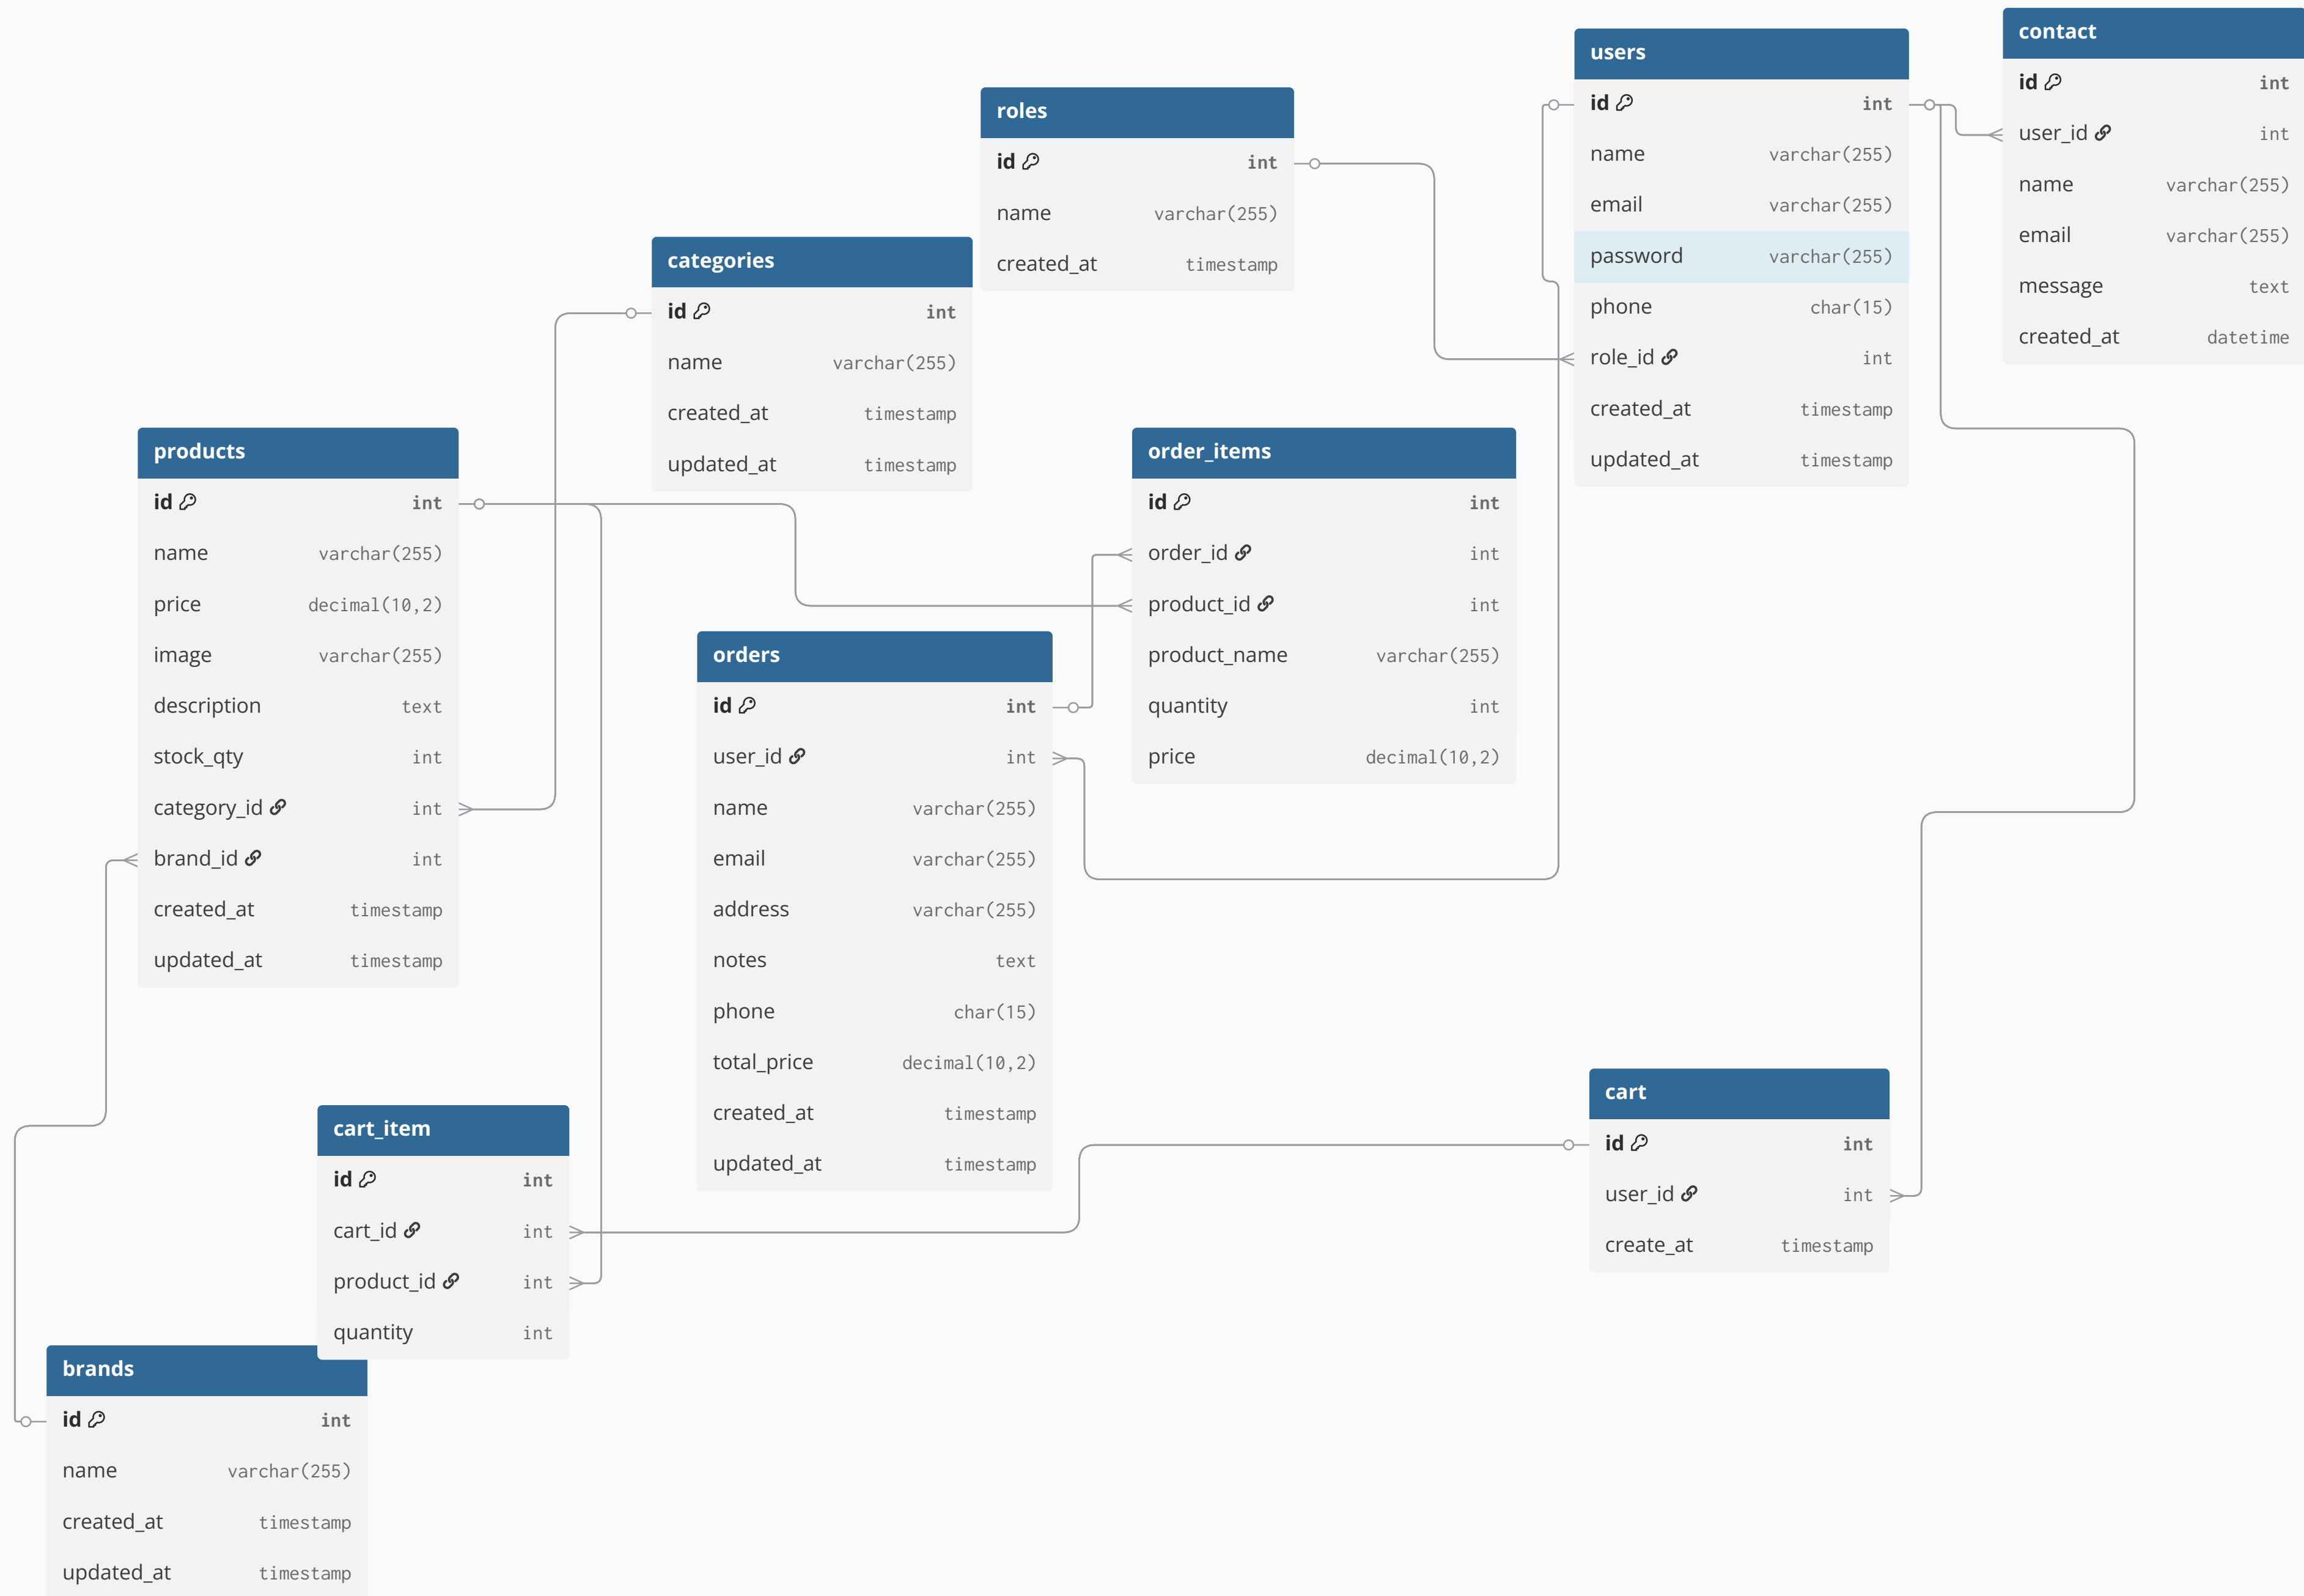 contact
id int
user_id int
name varchar(255)
email varchar(255)
message text
created_at datetime
users
id int
name varchar(255)
email varchar(255)
password varchar(255)
phone char(15)
role_id int
created_at timestamp
updated_at timestamp
roles
id int
name varchar(255)
created_at timestamp
categories
id int
name varchar(255)
created_at timestamp
updated_at timestamp
products
id int
name varchar(255)
price decimal(10,2)
image varchar(255)
description text
stock_qty int
category_id int
brand_id int
created_at timestamp
updated_at timestamp
order_items
id int
order_id int
product_id int
product_name varchar(255)
quantity int
price decimal(10,2)
orders
id int
user_id int
name varchar(255)
email varchar(255)
address varchar(255)
notes text
phone char(15)
total_price decimal(10,2)
created_at timestamp
updated_at timestamp
cart
id int
user_id int
create_at timestamp
cart_item
id int
cart_id int
product_id int
quantity int
brands
id int
name varchar(255)
created_at timestamp
updated_at timestamp